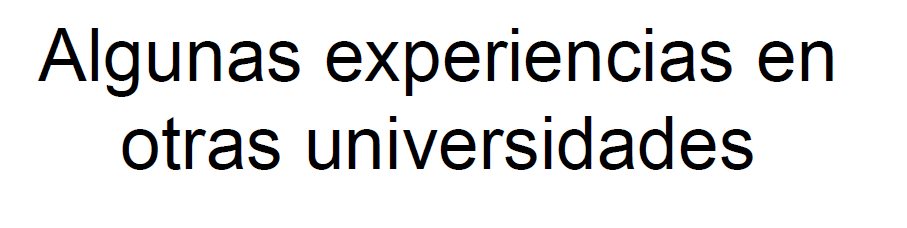 Algunas experiencias en
otras universidades